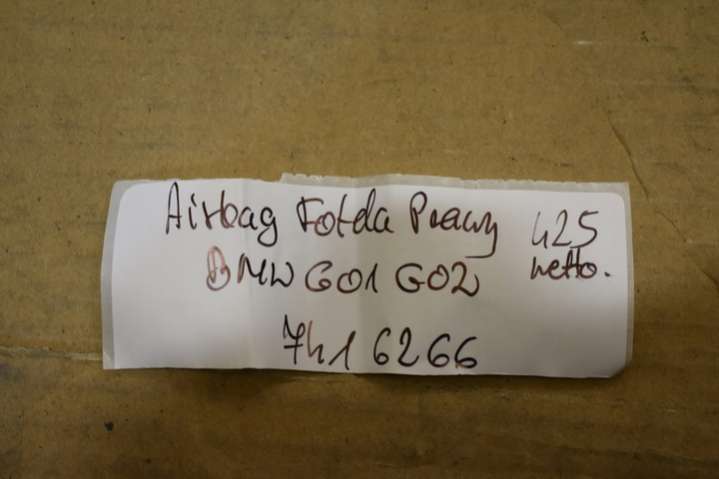 Airbag Fotela Prawy 425
BMW G01 G02 netto.
7416266